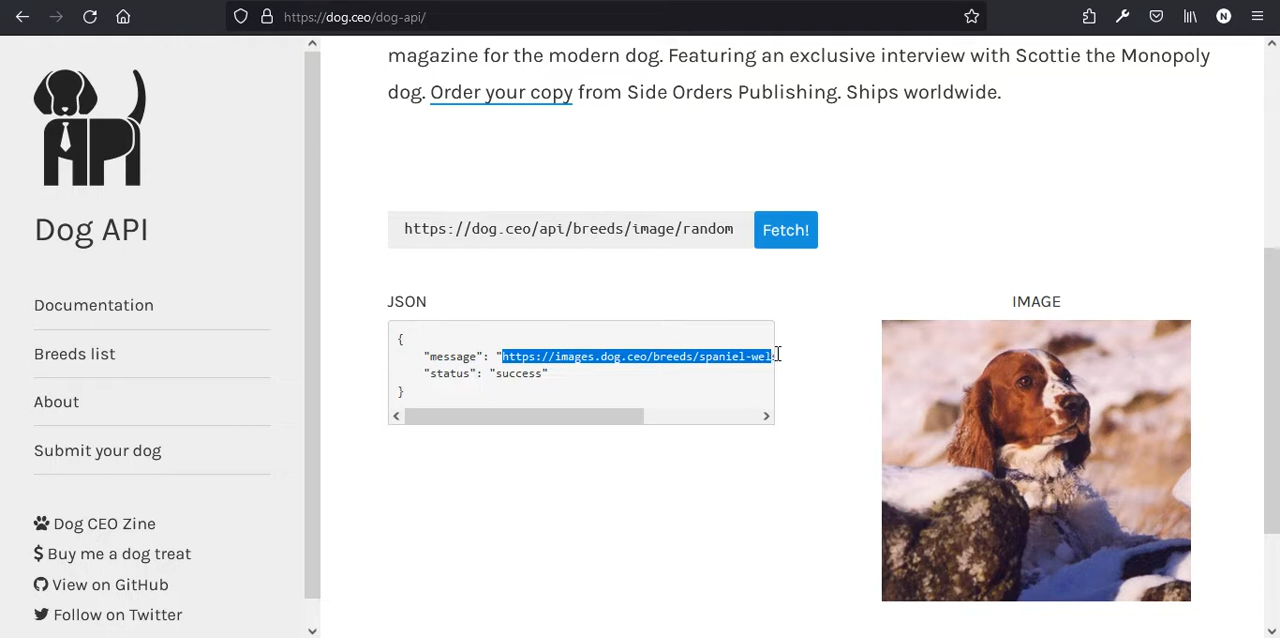 https://dog.ceo/dog-api/
N
API
Dog API
Documentation
Breeds list
About
Submit your dog
Dog CEO Zine
Buy me a dog treat
View on GitHub
Follow on Twitter
magazine for the modern dog. Featuring an exclusive interview with Scottie the Monopoly
dog. Order your copy from Side Orders Publishing. Ships worldwide.
https://dog.ceo/api/breeds/image/random Fetch!
JSON
{
"message": "https://images.dog.ceo/breeds/spaniel-wel
"status": "success"
}
IMAGE